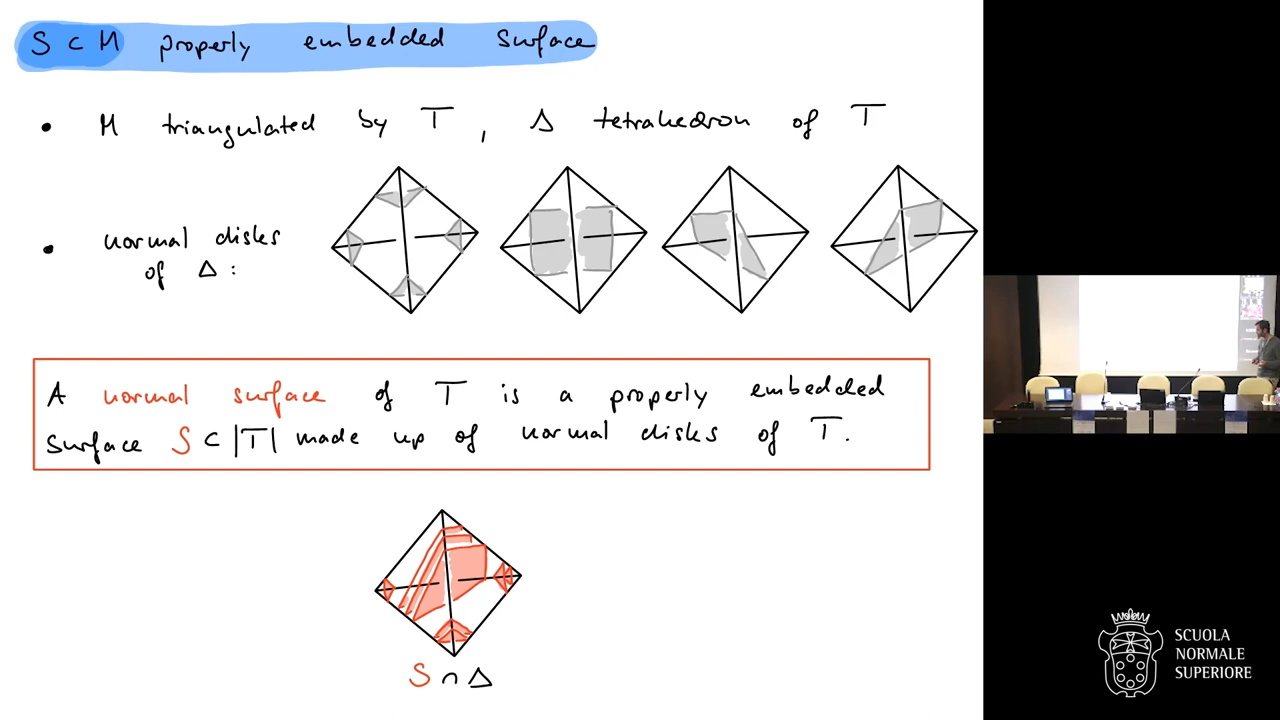 S ⊂ M properly embedded surface
• M triangulated by T, Δ tetrahedron of T
• normal disks
of Δ :
A normal surface of T is a properly embedded
surface S ⊂ |T| made up of normal disks of T.
S ∩ Δ
SCUOLA
NORMALE
SUPERIORE